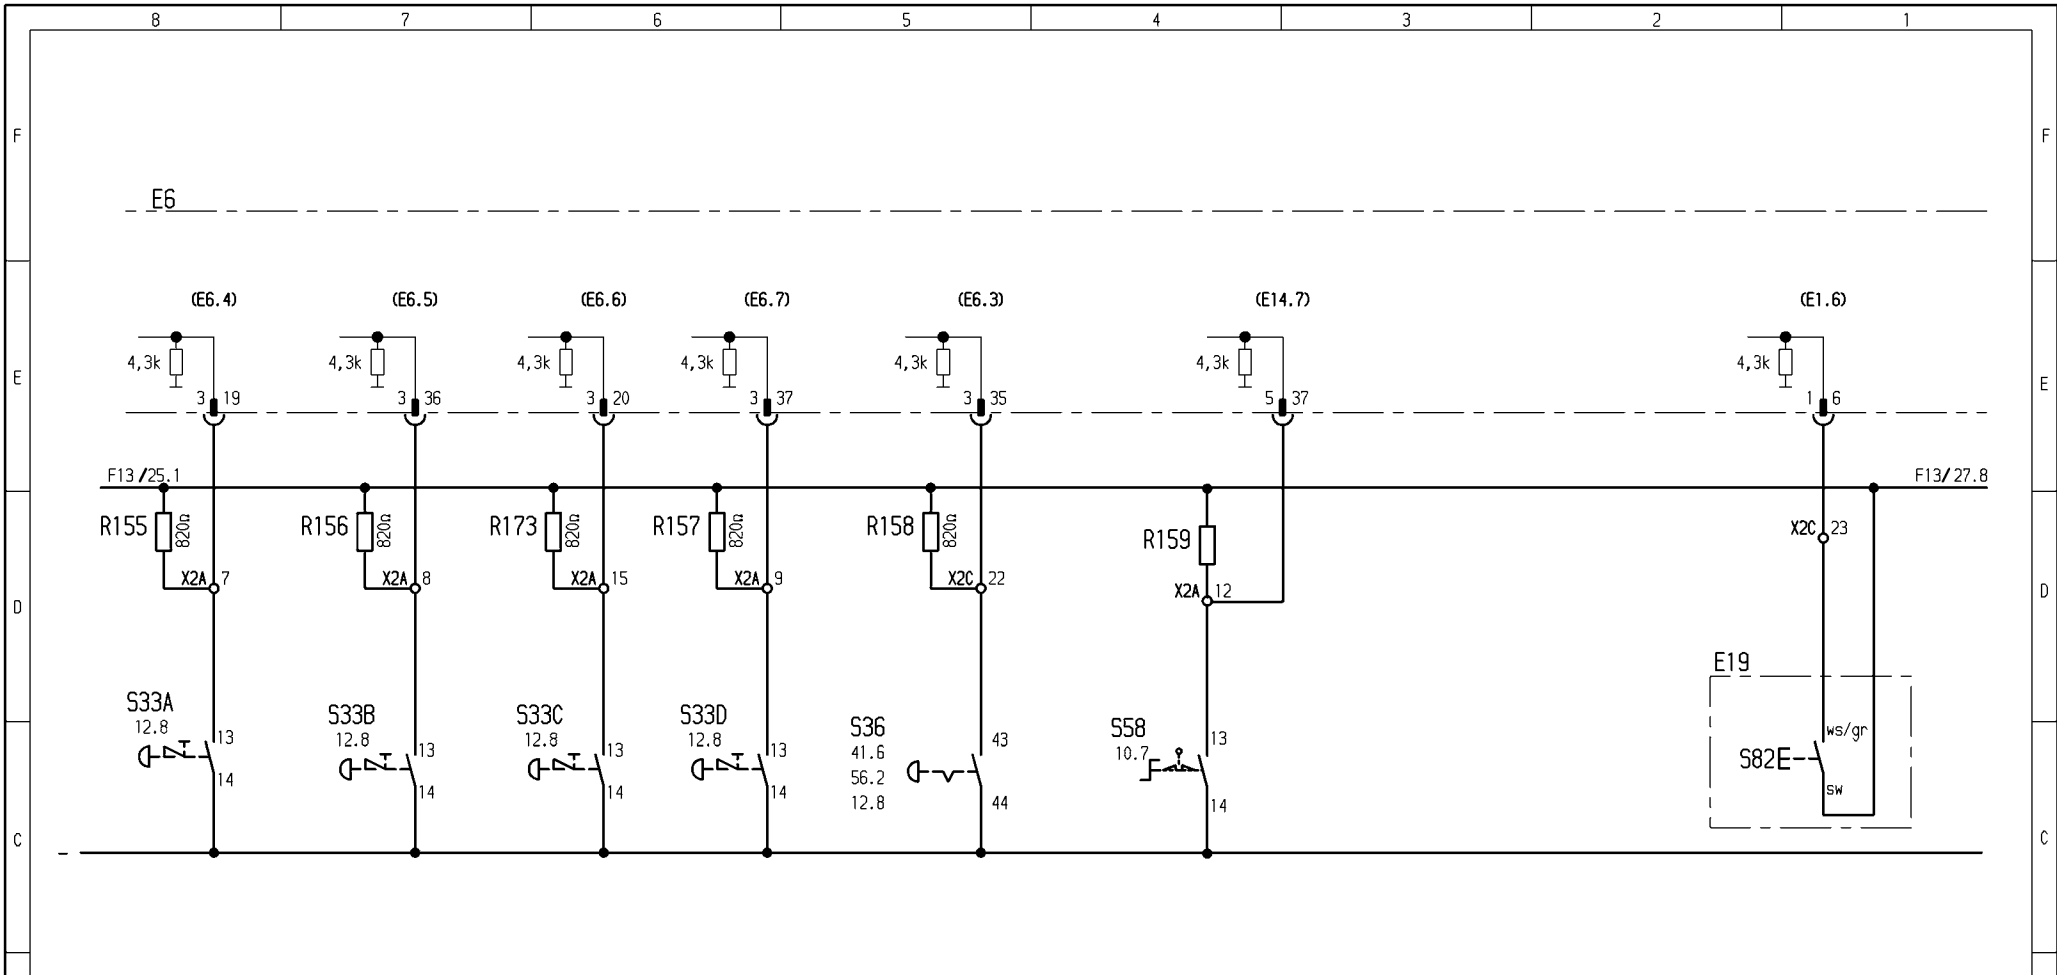 8 7 6 5 4 3 2 1
F F
E6
(E6.4) (E6.5) (E6.6) (E6.7) (E6.3) (E14.7) (E1.6)
4,3k 4,3k 4,3k 4,3k 4,3k 4,3k 4,3k
E E
3 19 3 36 3 20 3 37 3 35 5 37 1 6
F13/25.1 F13/27.8
R155 820Ω R156 820Ω R173 820Ω R157 820Ω R158 820Ω R159
X2C 23
X2A 7 X2A 8 X2A 15 X2A 9 X2C 22 X2A 12
D D
E19
S33A S33B S33C S33D S36 S58
12.8 12.8 12.8 12.8 41.6 10.7
56.2
12.8
13 13 13 13 43 13 ws/gr
S82
14 14 14 14 44 14 sw
C C
-